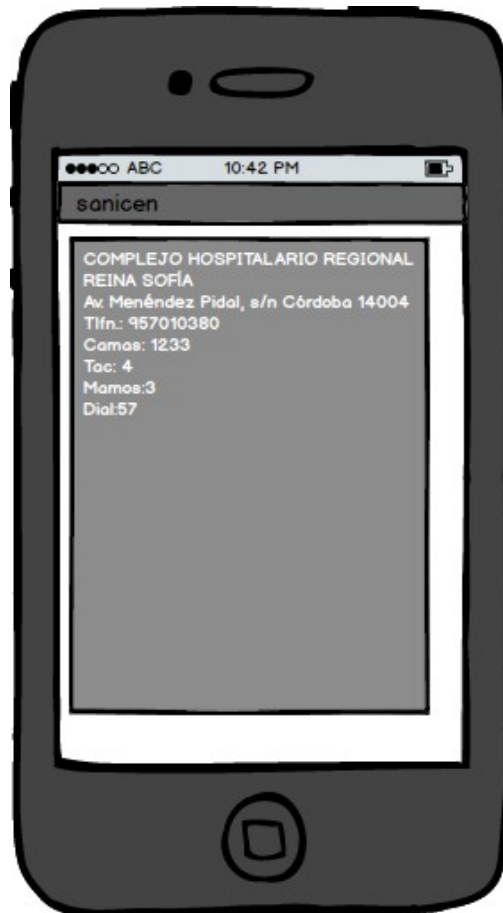 ABC 10:42 PM
sanicen
COMPLEJO HOSPITALARIO REGIONAL
REINA SOFÍA
Av. Menéndez Pidal, s/n Córdoba 14004
Tlfn.: 957010380
Camas: 1233
Tac: 4
Mamos:3
Dial:57